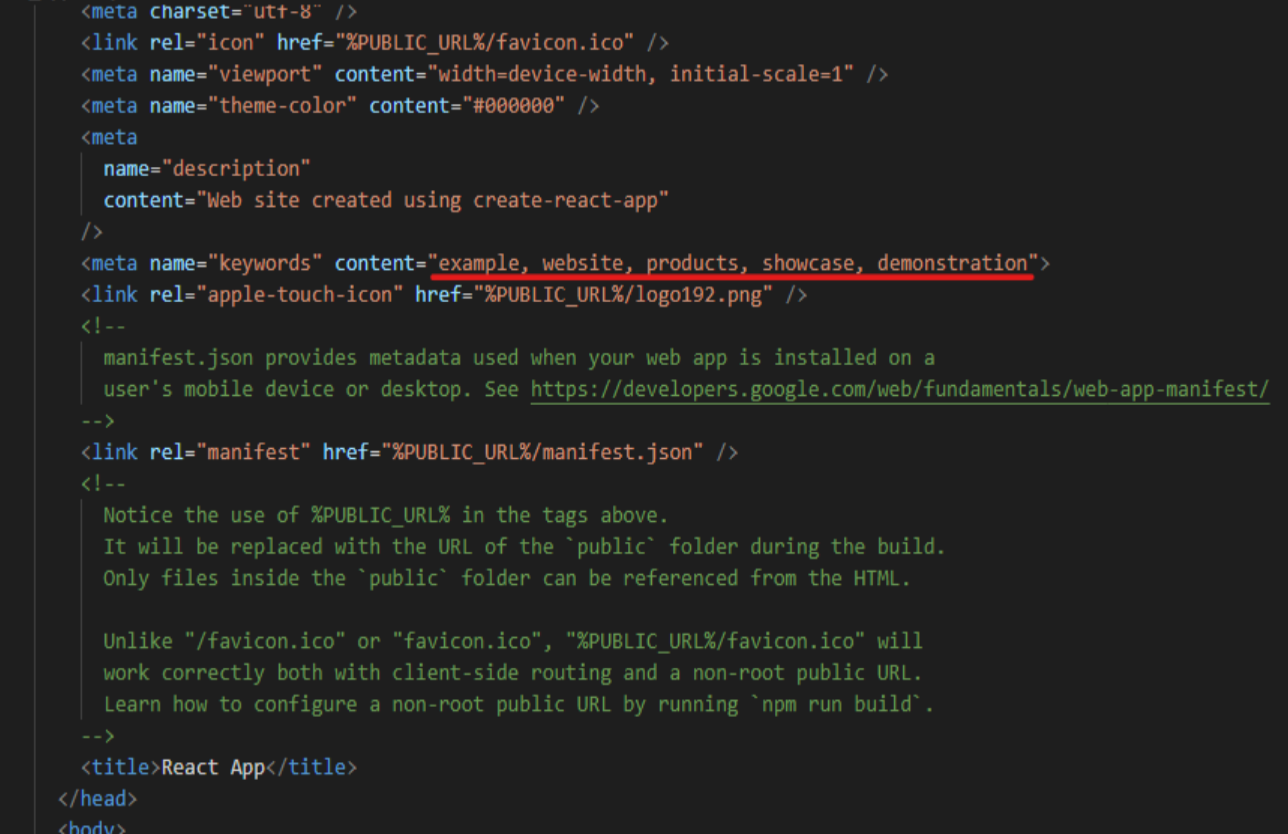 <meta charset="utf-8" />
<link rel="icon" href="%PUBLIC_URL%/favicon.ico" />
<meta name="viewport" content="width=device-width, initial-scale=1" />
<meta name="theme-color" content="#000000" />
<meta
name="description"
content="Web site created using create-react-app"
/>
<meta name="keywords" content="example, website, products, showcase, demonstration">
<link rel="apple-touch-icon" href="%PUBLIC_URL%/logo192.png" />
<!--
manifest.json provides metadata used when your web app is installed on a
user's mobile device or desktop. See https://developers.google.com/web/fundamentals/web-app-manifest/
-->
<link rel="manifest" href="%PUBLIC_URL%/manifest.json" />
<!--
Notice the use of %PUBLIC_URL% in the tags above.
It will be replaced with the URL of the `public` folder during the build.
Only files inside the `public` folder can be referenced from the HTML.

Unlike "/favicon.ico" or "favicon.ico", "%PUBLIC_URL%/favicon.ico" will
work correctly both with client-side routing and a non-root public URL.
Learn how to configure a non-root public URL by running `npm run build`.
-->
<title>React App</title>
</head>
<body>